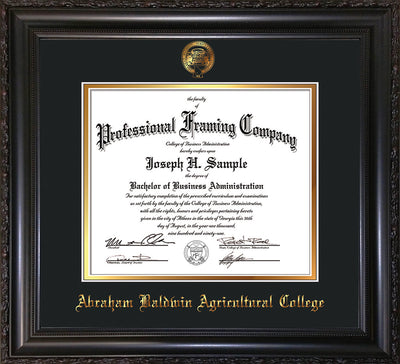 the faculty
of
Professional Framing Company
College of Business Administration
hereby confers upon
Joseph H. Sample
the degree of
Bachelor of Business Administration
For satisfactory completion of the prescribed curriculum and examinations
as set forth by the faculty of the College of Business Administration,
with all the rights, honors and privileges pertaining hereto
given in the city of Athens in the state of Georgia this 16th
day of August, in the year one thousand,
nine hundred and ninety-one.
Abraham Baldwin Agricultural College